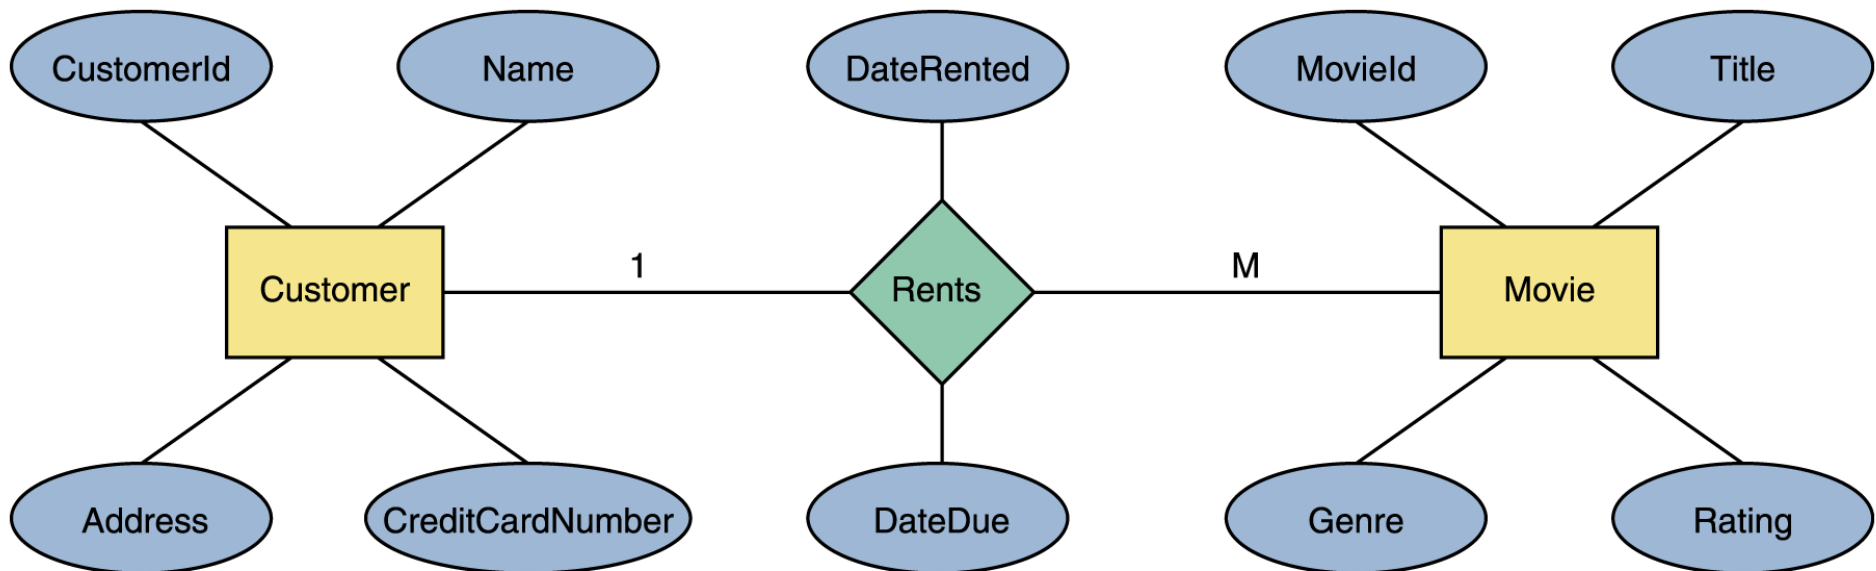 CustomerId
Name
DateRented
MovieId
Title
Customer
1
Rents
M
Movie
Address
CreditCardNumber
DateDue
Genre
Rating